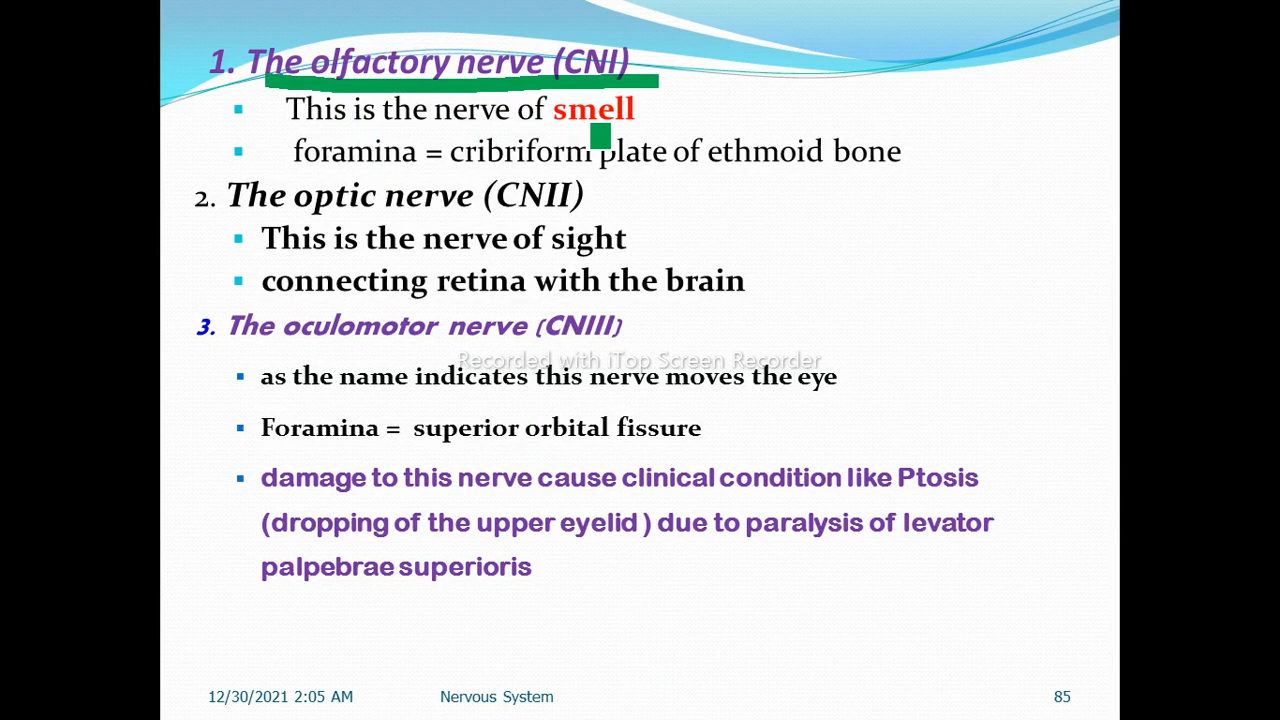 1. The olfactory nerve (CNI)
▪ This is the nerve of smell
▪ foramina = cribriform plate of ethmoid bone
2. The optic nerve (CNII)
▪ This is the nerve of sight
▪ connecting retina with the brain
3. The oculomotor nerve (CNIII)
Recorded with iTop Screen Recorder
▪ as the name indicates this nerve moves the eye
▪ Foramina = superior orbital fissure
▪ damage to this nerve cause clinical condition like Ptosis
(dropping of the upper eyelid ) due to paralysis of levator
palpebrae superioris
12/30/2021 2:05 AM Nervous System 85